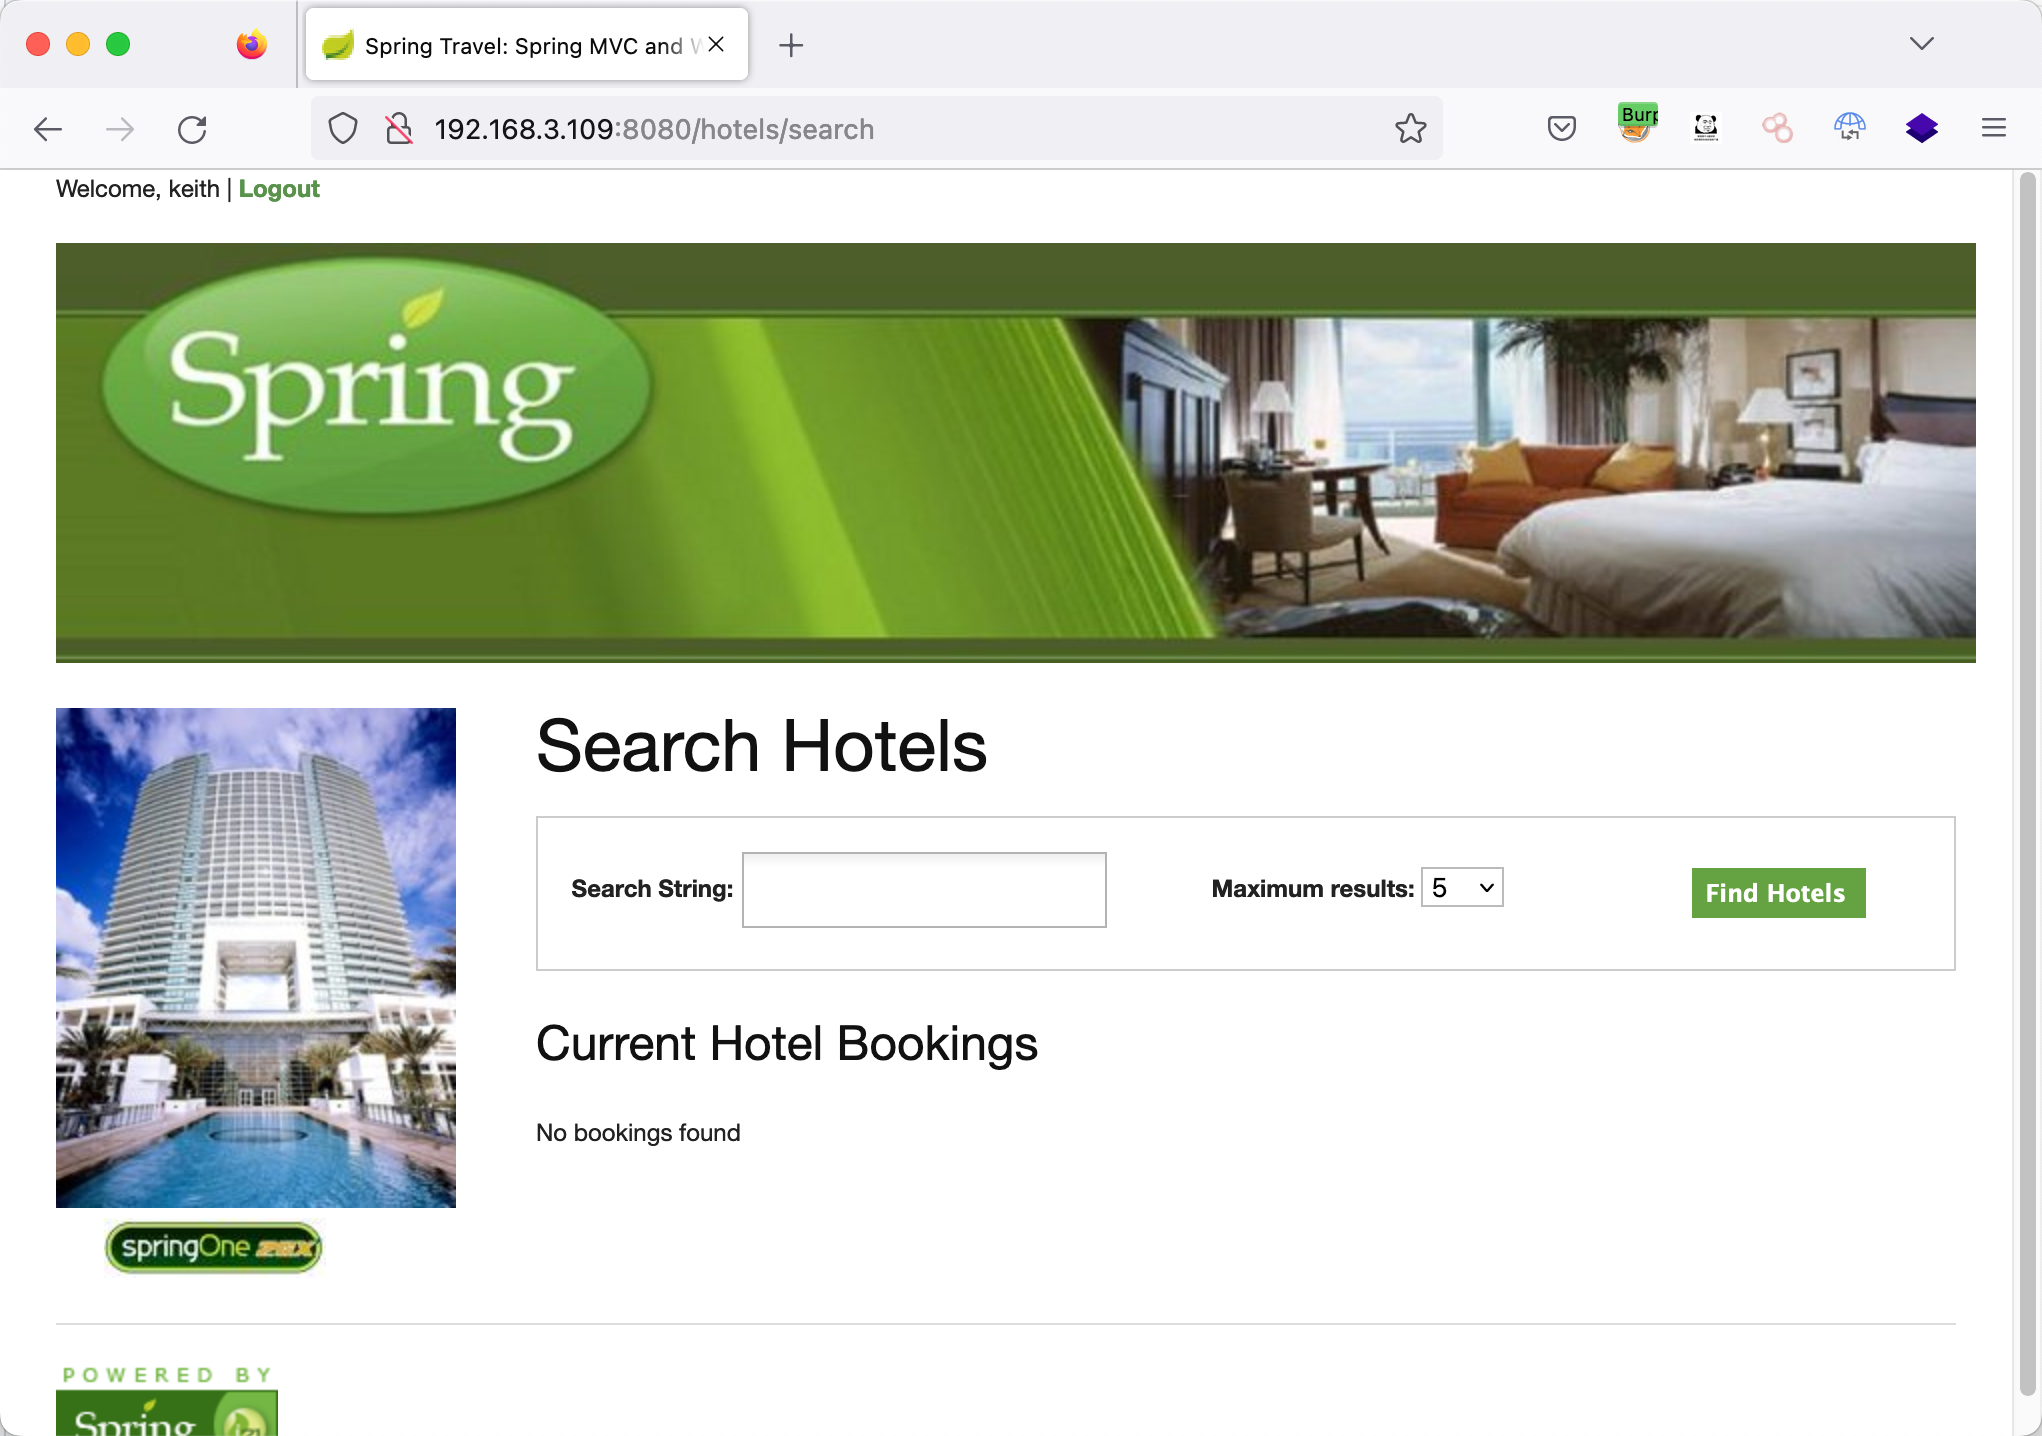 Spring Travel: Spring MVC and W
192.168.3.109:8080/hotels/search
Burp
Welcome, keith | Logout
Spring
Search Hotels
Search String:
Maximum results: 5
Find Hotels
Current Hotel Bookings
No bookings found
springOne 2GX
POWERED BY
Spring